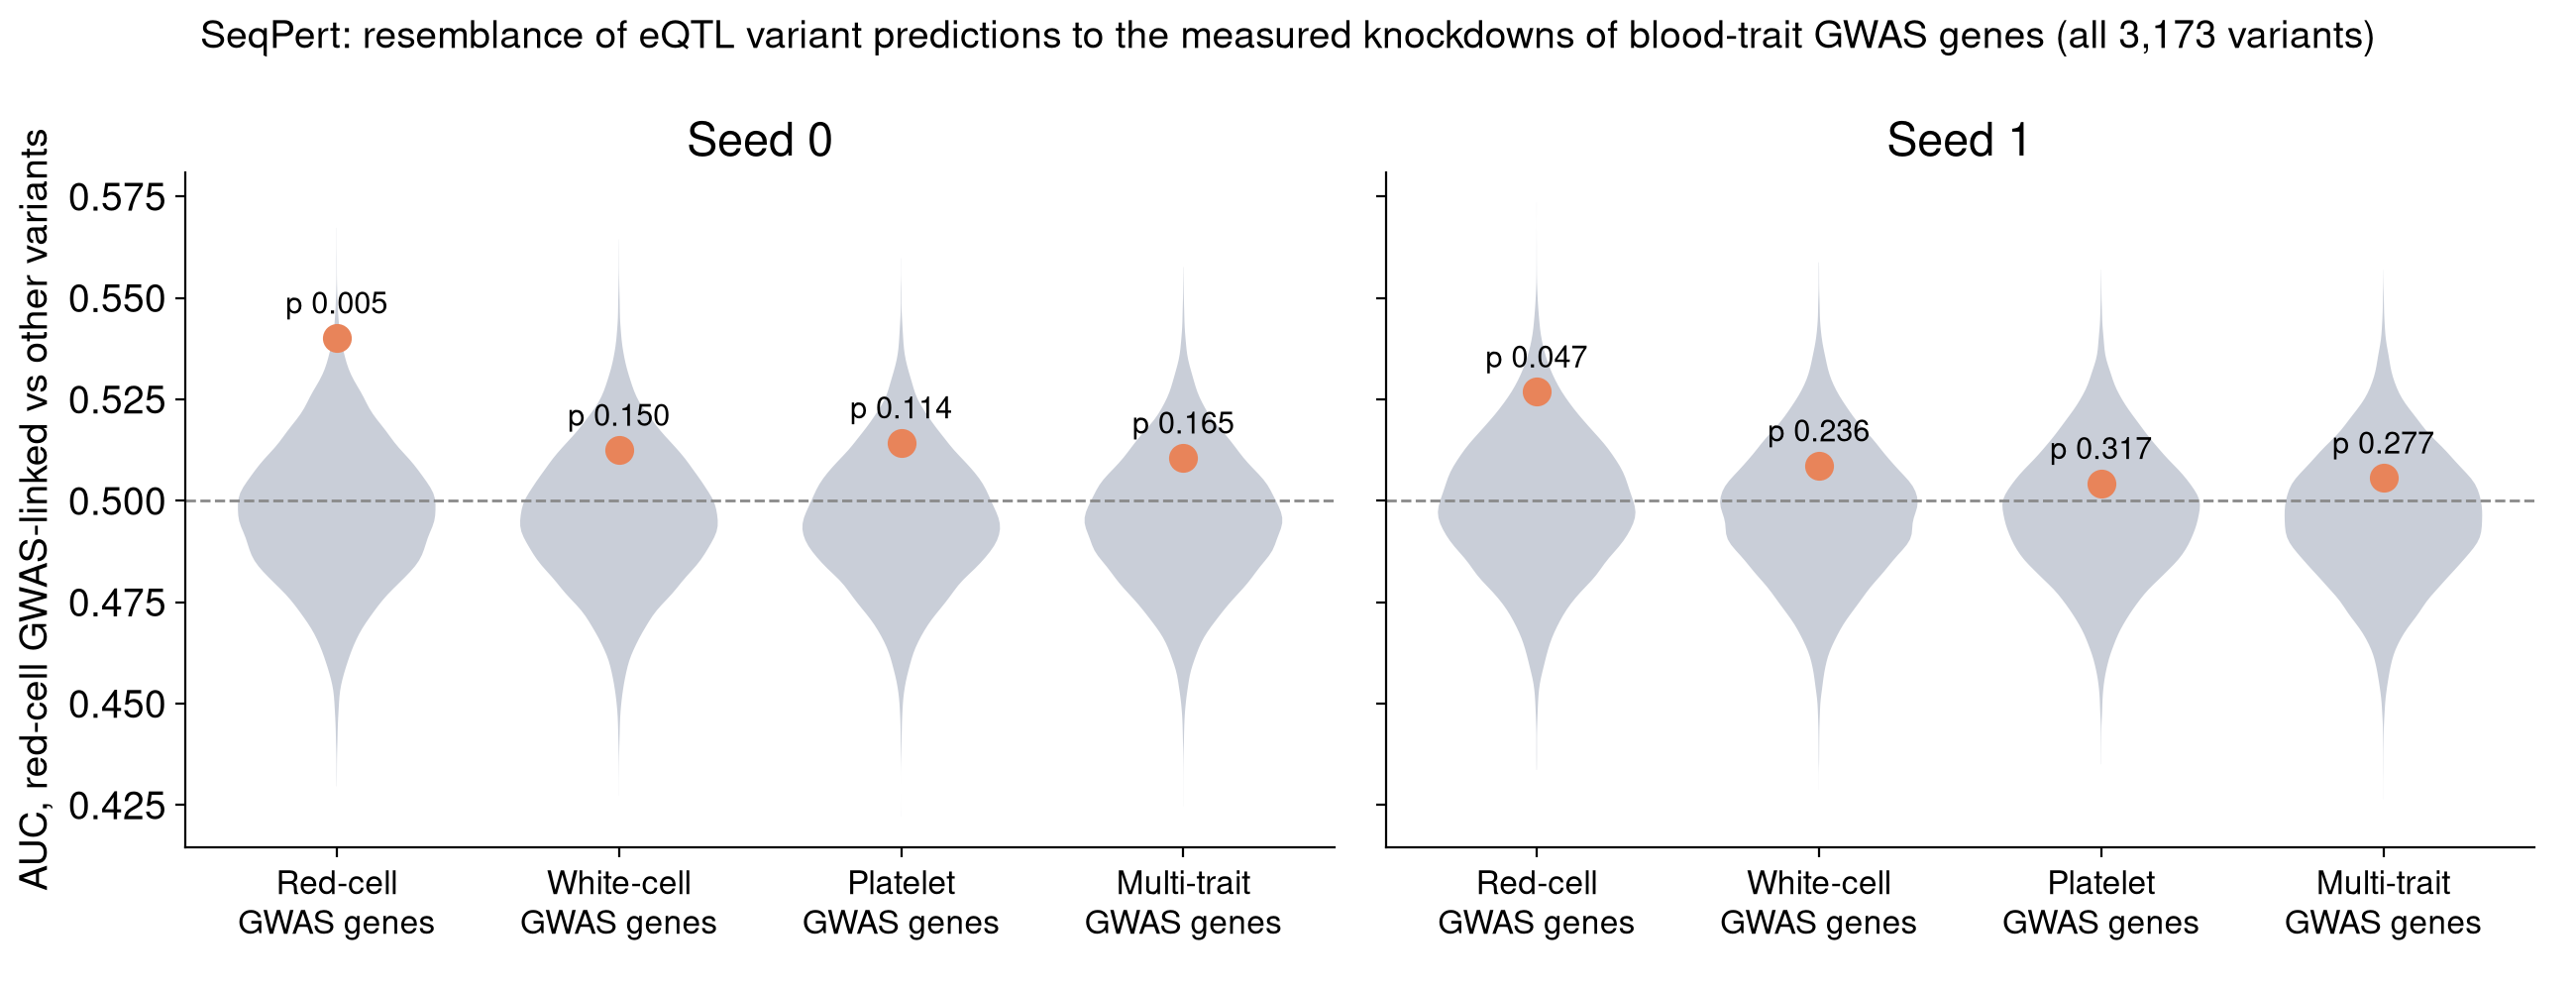 SeqPert: resemblance of eQTL variant predictions to the measured knockdowns of blood-trait GWAS genes (all 3,173 variants)
Seed 0
Seed 1
AUC, red-cell GWAS-linked vs other variants
0.575
0.550
0.525
0.500
0.475
0.450
0.425
p 0.005
p 0.150
p 0.114
p 0.165
p 0.047
p 0.236
p 0.317
p 0.277
Red-cell
GWAS genes
White-cell
GWAS genes
Platelet
GWAS genes
Multi-trait
GWAS genes
Red-cell
GWAS genes
White-cell
GWAS genes
Platelet
GWAS genes
Multi-trait
GWAS genes